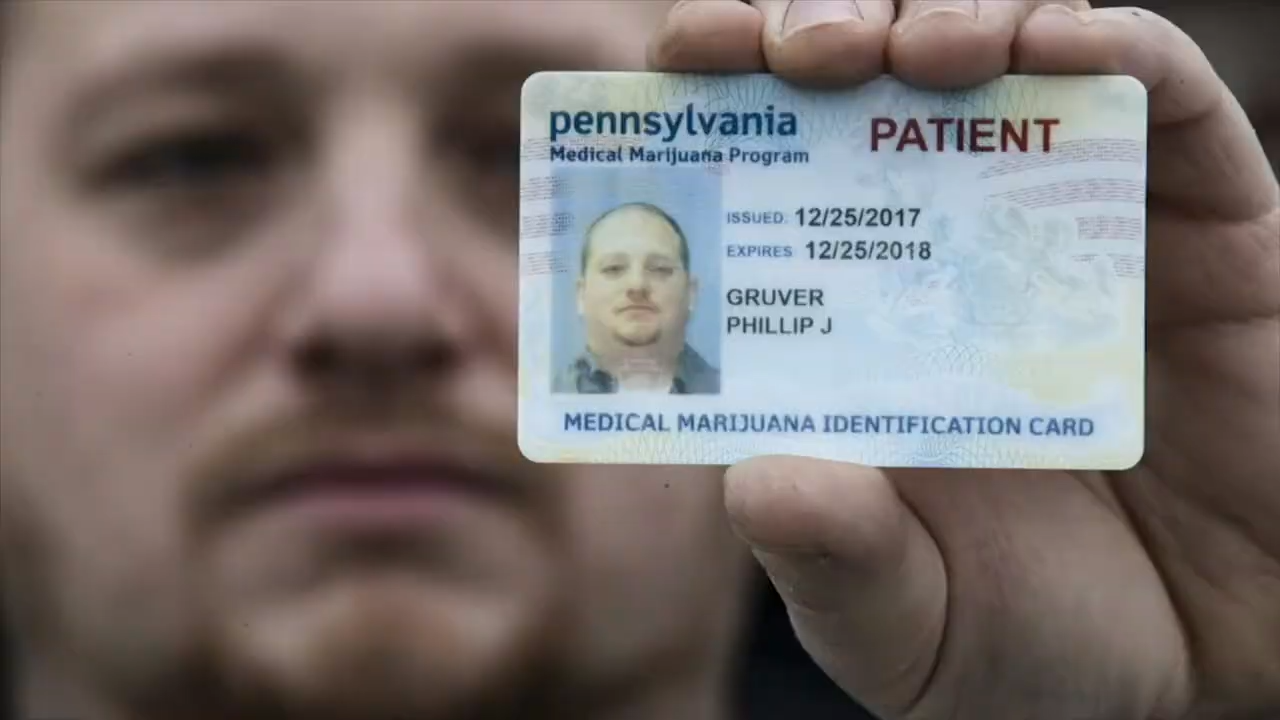 pennsylvania
Medical Marijuana Program
PATIENT
ISSUED: 12/25/2017
EXPIRES 12/25/2018
GRUVER
PHILLIP J
MEDICAL MARIJUANA IDENTIFICATION CARD